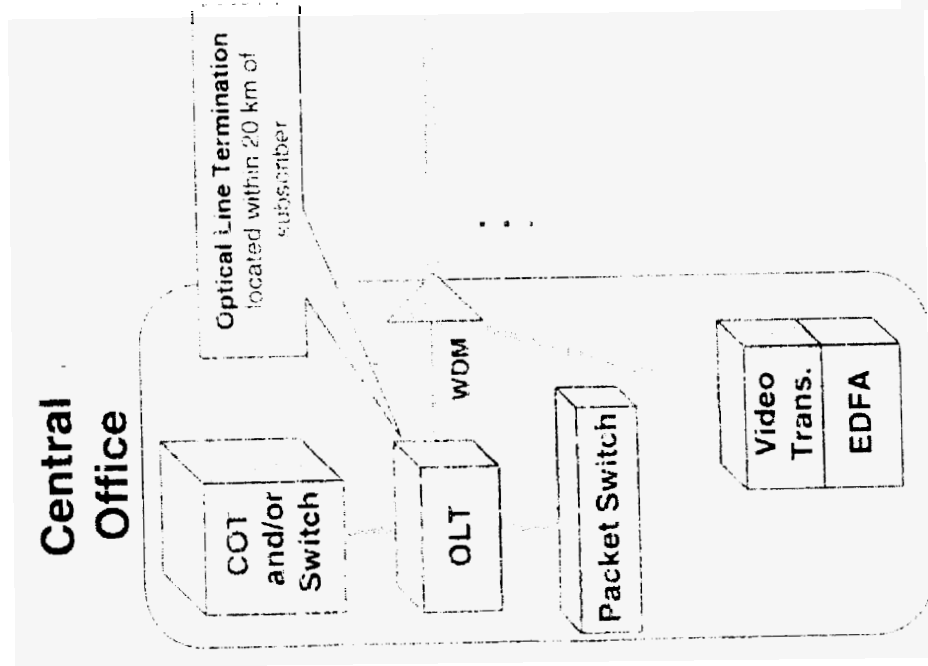 Central
Office
Optical Line Termination
located within 20 km of
subscriber
COT
and/or
Switch
OLT
WDM
Packet Switch
Video
Trans.
EDFA